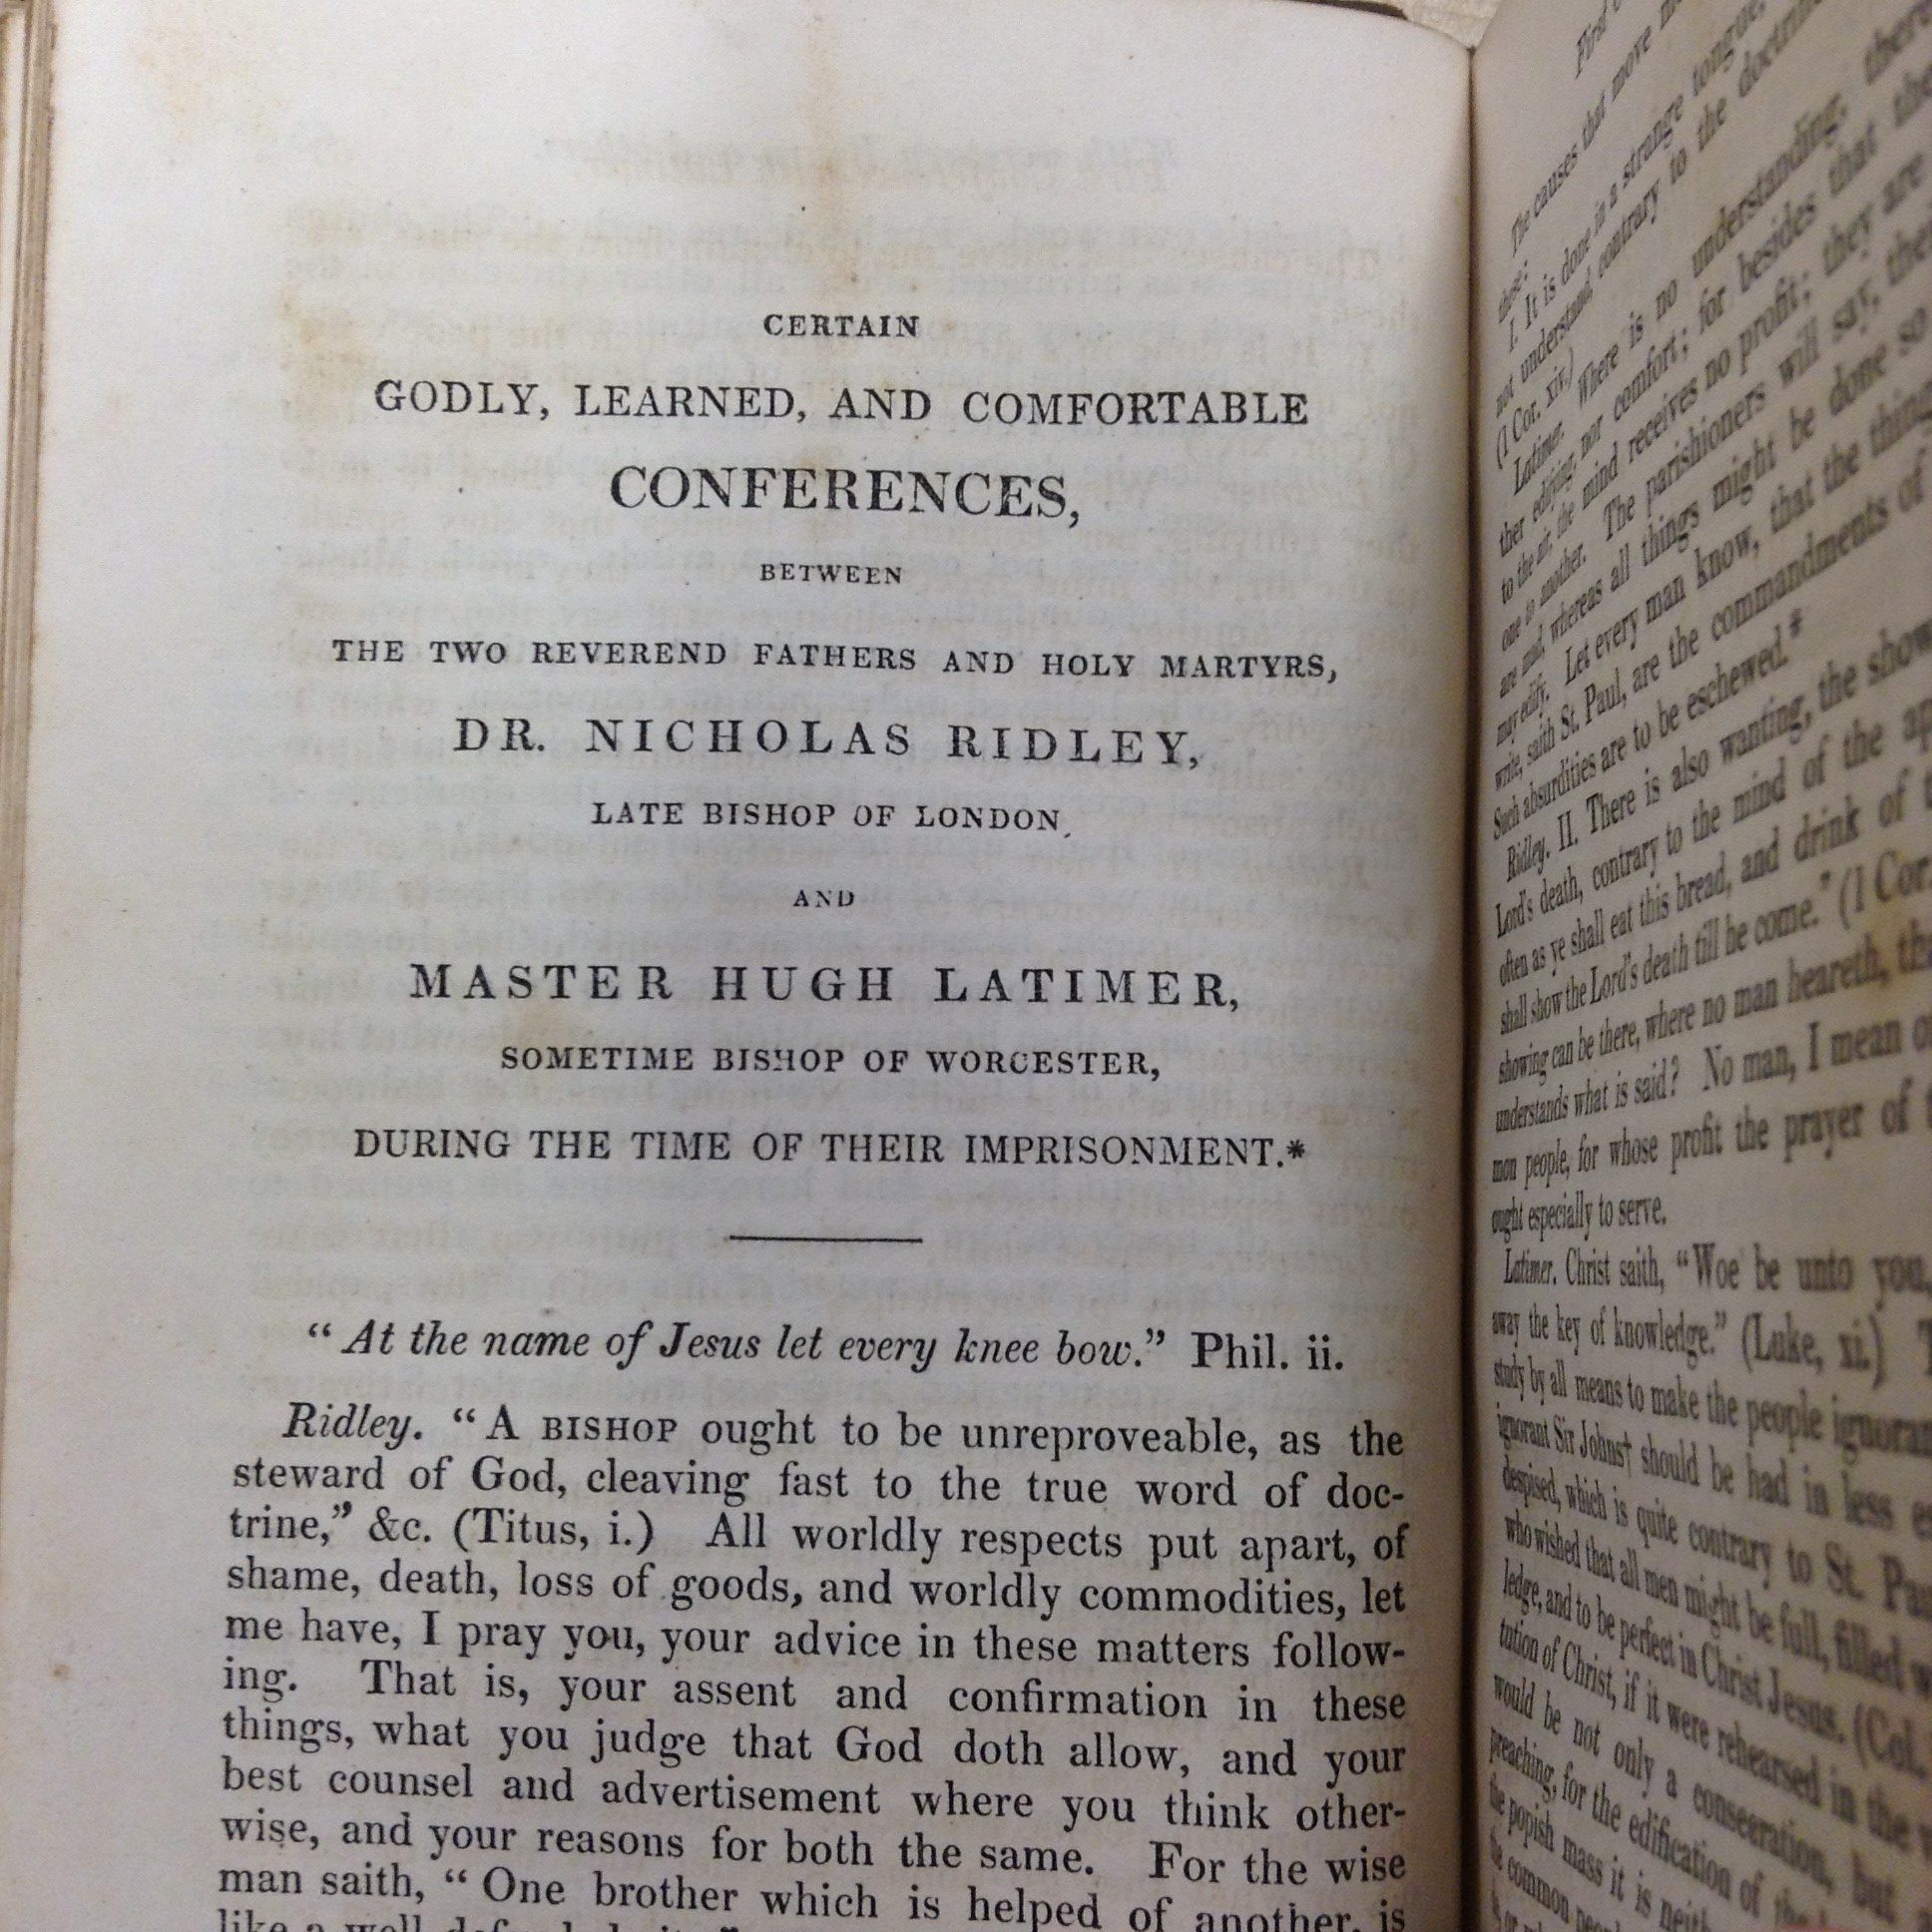 CERTAIN
GODLY, LEARNED, AND COMFORTABLE
CONFERENCES,
BETWEEN
THE TWO REVEREND FATHERS AND HOLY MARTYRS,
DR. NICHOLAS RIDLEY,
LATE BISHOP OF LONDON,
AND
MASTER HUGH LATIMER,
SOMETIME BISHOP OF WORCESTER,
DURING THE TIME OF THEIR IMPRISONMENT.*
“ At the name of Jesus let every knee bow.” Phil. ii.
Ridley. “ A BISHOP ought to be unreproveable, as the
steward of God, cleaving fast to the true word of doc-
trine,” &c. (Titus, i.) All worldly respects put apart, of
shame, death, loss of goods, and worldly commodities, let
me have, I pray you, your advice in these matters follow-
ing. That is, your assent and confirmation in these
things, what you judge that God doth allow, and your
best counsel and advertisement where you think other-
wise, and your reasons for both the same. For the wise
man saith, “ One brother which is helped of another, is
like a well
First
The causes that move
these:
1. It is done in a strange tongue,
not understand, contrary to the doctrine
(1 Cor. xiv.) Where is no understanding, there
Latimer.
ther edifying nor comfort; for besides that
to the air, the mind receives no profit; they are
one to another. The parishioners will say,
are mad, whereas all things might be done so
may edify. Let every man know, that the things
write, saith St. Paul, are the commandments of
Such absurdities are to be eschewed.*
Ridley. II. There is also wanting, the
Lord's death, contrary to the mind of the
often as ye shall eat this bread, and drink of
shall show the Lord's death till he come.” (1 Cor.
showing can be there, where no man heareth,
understands what is said? No man, I mean
mon people, for whose profit the prayer of
ought especially to serve.
Latimer. Christ saith, “Woe be unto you,
away the key of knowledge.” (Luke, xi.)
study by all means to make the people
ignorant Sir Johns† should be had in less
despised, which is quite contrary to St.
who wished that all men might be full, filled
ledge, and to be perfect in Christ Jesus. (Col.
tution of Christ, if it were rehearsed in the
would be not only a consecration, but
preaching, for the edification of
the popish mass it is
the common